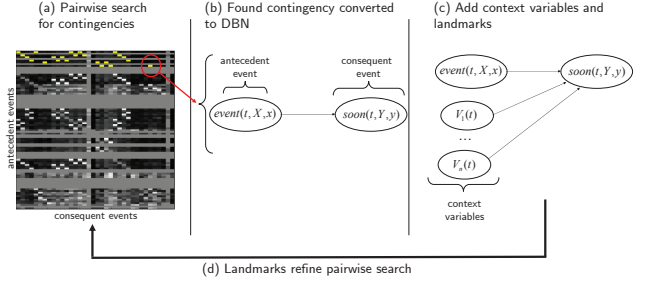 (a) Pairwise search
for contingencies
antecedent events
consequent events
(b) Found contingency converted
to DBN
antecedent
event
consequent
event
event(t, X,x)
soon(t,Y,y)
(c) Add context variables and
landmarks
event(t, X,x)
soon(t,Y,y)
V₁(t)
...
Vₙ(t)
context
variables
(d) Landmarks refine pairwise search